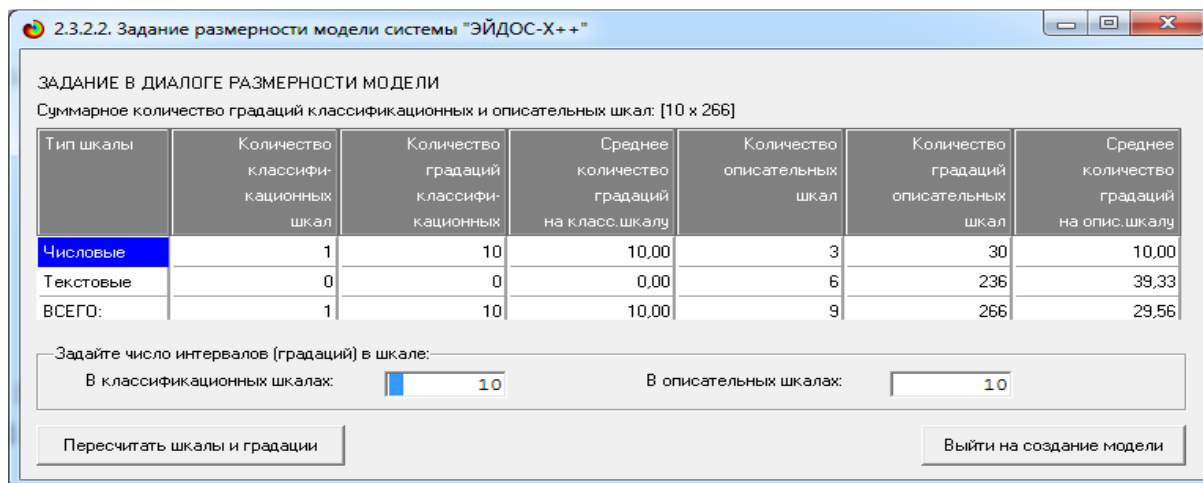 2.3.2.2. Задание размерности модели системы "ЭЙДОС-X++"
ЗАДАНИЕ В ДИАЛОГЕ РАЗМЕРНОСТИ МОДЕЛИ
Суммарное количество градаций классификационных и описательных шкал: [10 x 266]
Тип шкалы Количество Количество Среднее Количество Количество Среднее
классифи- градаций количество описательных градаций количество
кационных классифи- градаций шкал описательных градаций
шкал кационных на класс.шкалу шкал на опис.шкалу
Числовые 1 10 10,00 3 30 10,00
Текстовые 0 0 0,00 6 236 39,33
ВСЕГО: 1 10 10,00 9 266 29,56
Задайте число интервалов (градаций) в шкале:
В классификационных шкалах: 10 В описательных шкалах: 10
Пересчитать шкалы и градации Выйти на создание модели